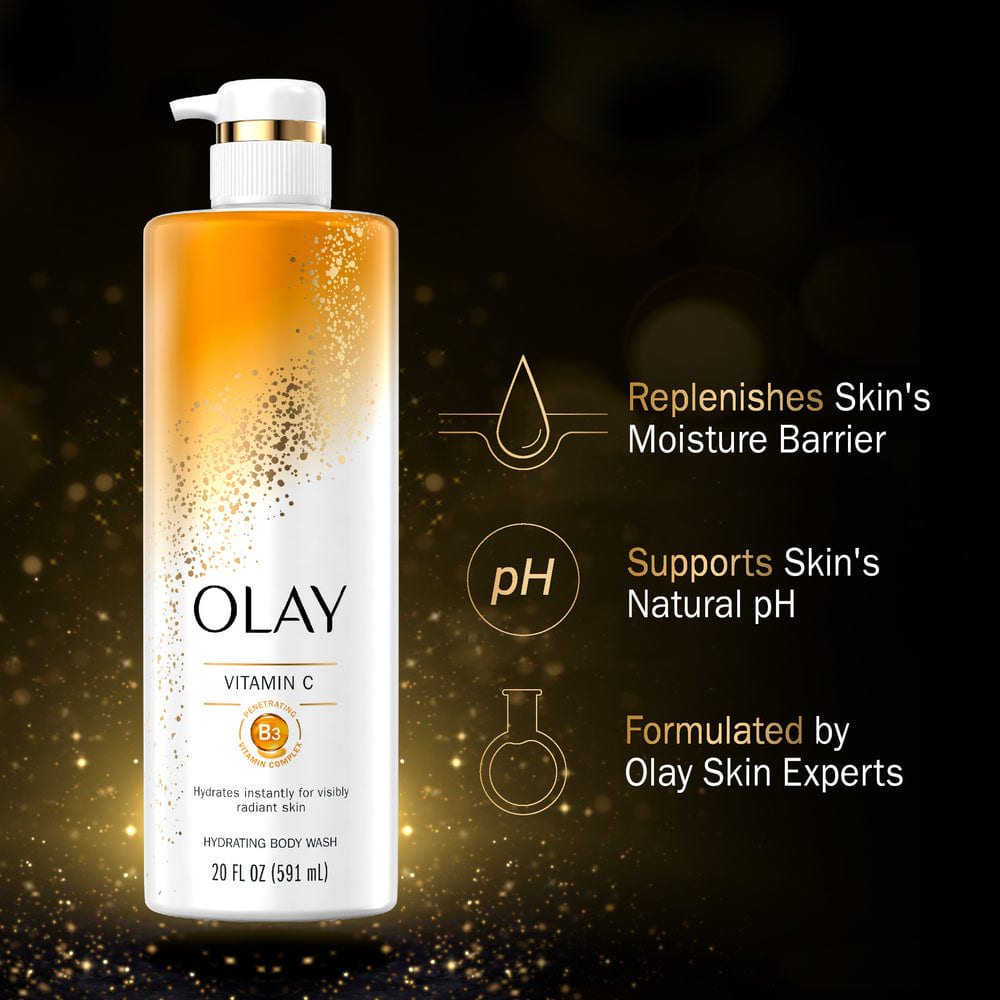 OLAY
VITAMIN C
PENETRATING
B3
VITAMIN COMPLEX
Hydrates instantly for visibly
radiant skin
HYDRATING BODY WASH
20 FL OZ (591 mL)
Replenishes Skin's
Moisture Barrier
pH
Supports Skin's
Natural pH
Formulated by
Olay Skin Experts